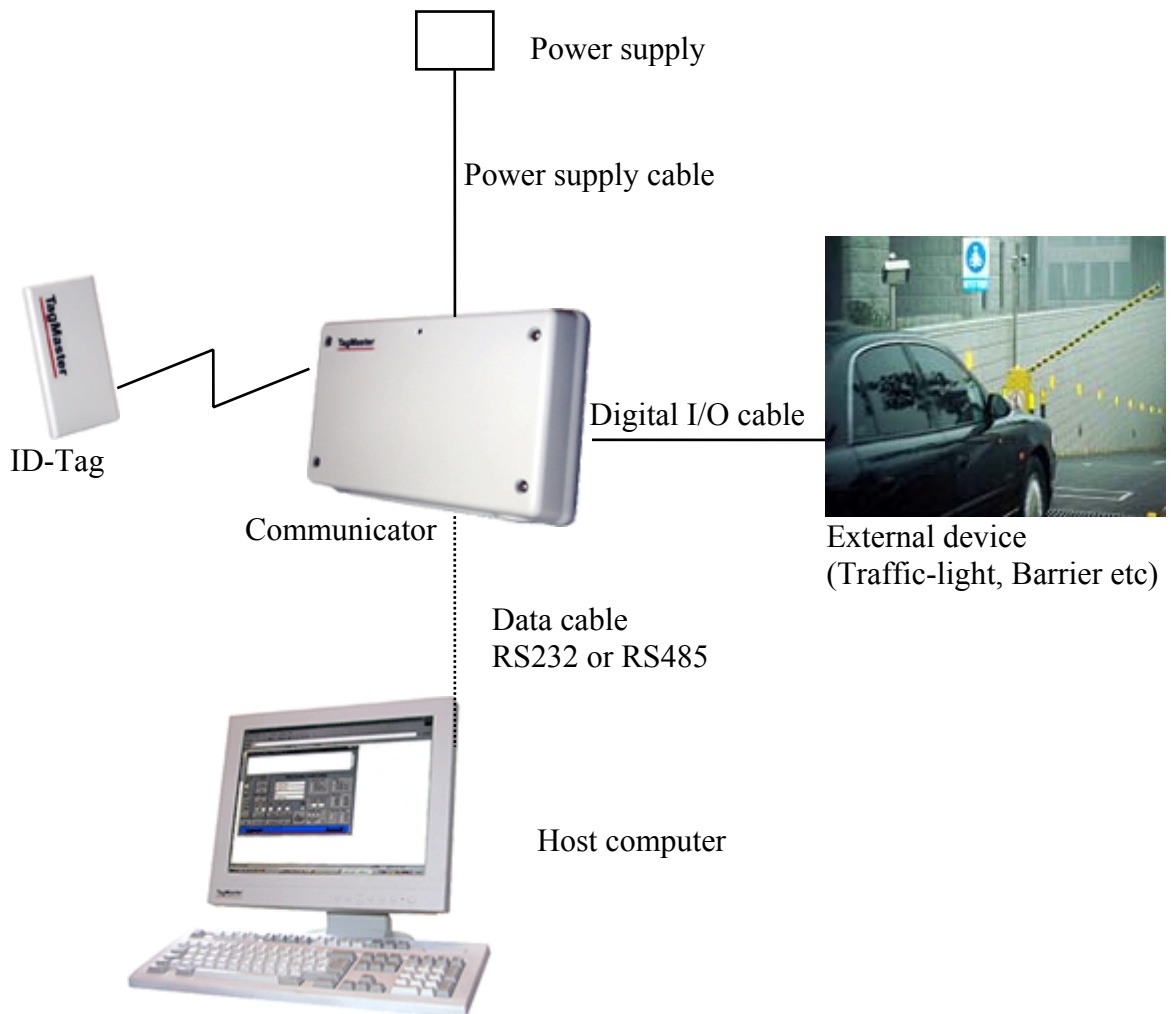 Power supply
Power supply cable
TagMaster
TagMaster
Digital I/O cable
ID-Tag
Communicator
External device
(Traffic-light, Barrier etc)
Data cable
RS232 or RS485
TagMaster
Host computer